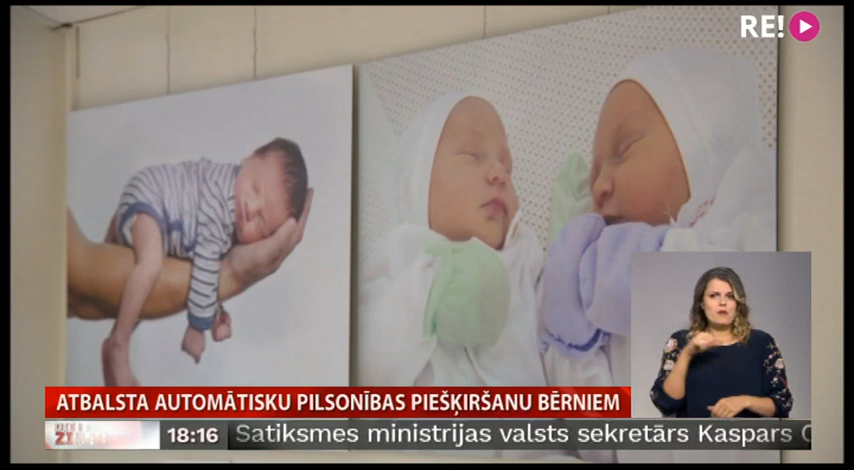 RE!
ATBALSTA AUTOMĀTISKU PILSONĪBAS PIEŠĶIRŠANU BĒRNIEM
18:16 Satiksmes ministrijas valsts sekretārs Kaspars